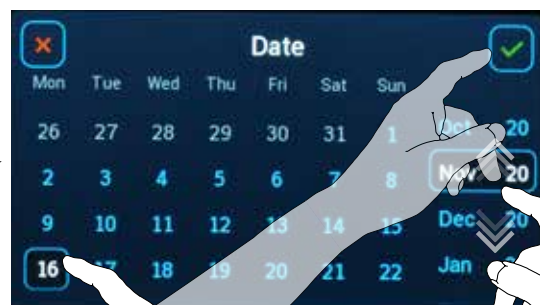 Date
Mon Tue Wed Thu Fri Sat Sun
26 27 28 29 30 31 1 Oct 20
2 3 4 5 6 7 8 Nov 20
9 10 11 12 13 14 15 Dec 20
16 17 18 19 20 21 22 Jan